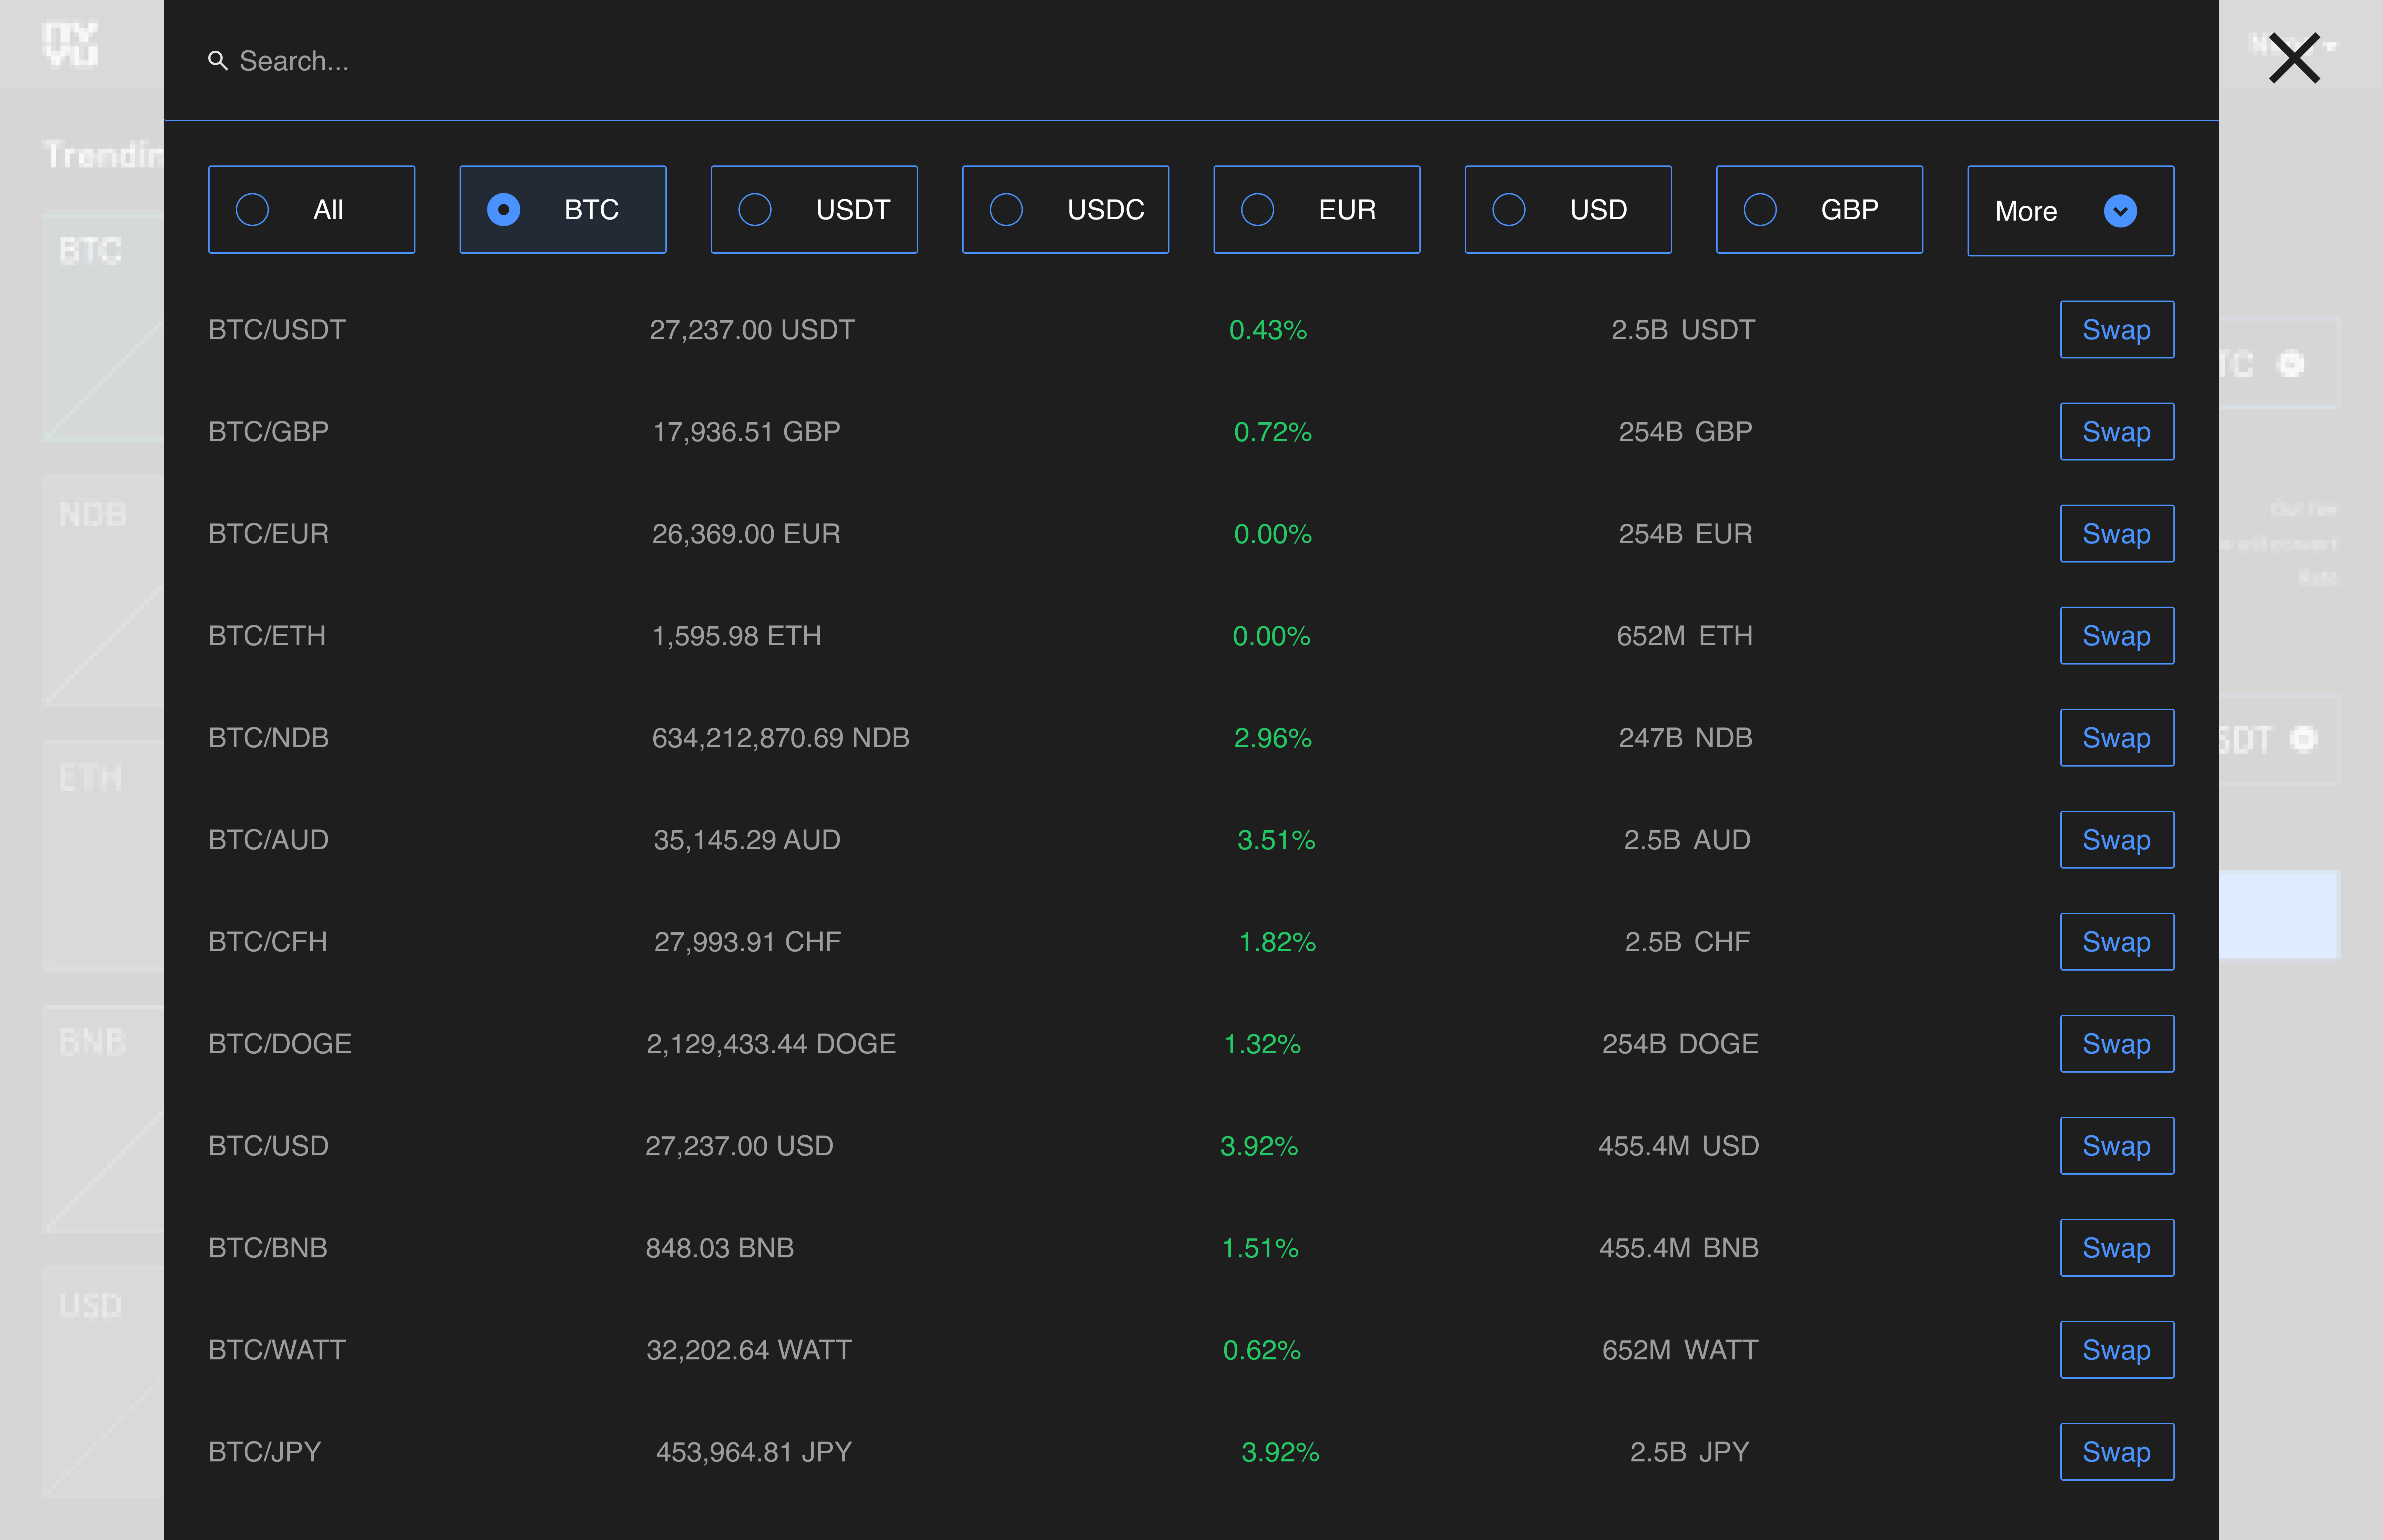 Search...
Trendin
All BTC USDT USDC EUR USD GBP More
BTC
BTC/USDT 27,237.00 USDT 0.43% 2.5B USDT Swap
TC
BTC/GBP 17,936.51 GBP 0.72% 254B GBP Swap
NDB
Our Fee
BTC/EUR 26,369.00 EUR 0.00% 254B EUR Swap
will convert
Rate
BTC/ETH 1,595.98 ETH 0.00% 652M ETH Swap
BTC/NDB 634,212,870.69 NDB 2.96% 247B NDB Swap
SDT
ETH
BTC/AUD 35,145.29 AUD 3.51% 2.5B AUD Swap
BTC/CFH 27,993.91 CHF 1.82% 2.5B CHF Swap
BNB
BTC/DOGE 2,129,433.44 DOGE 1.32% 254B DOGE Swap
BTC/USD 27,237.00 USD 3.92% 455.4M USD Swap
BTC/BNB 848.03 BNB 1.51% 455.4M BNB Swap
USD
BTC/WATT 32,202.64 WATT 0.62% 652M WATT Swap
BTC/JPY 453,964.81 JPY 3.92% 2.5B JPY Swap